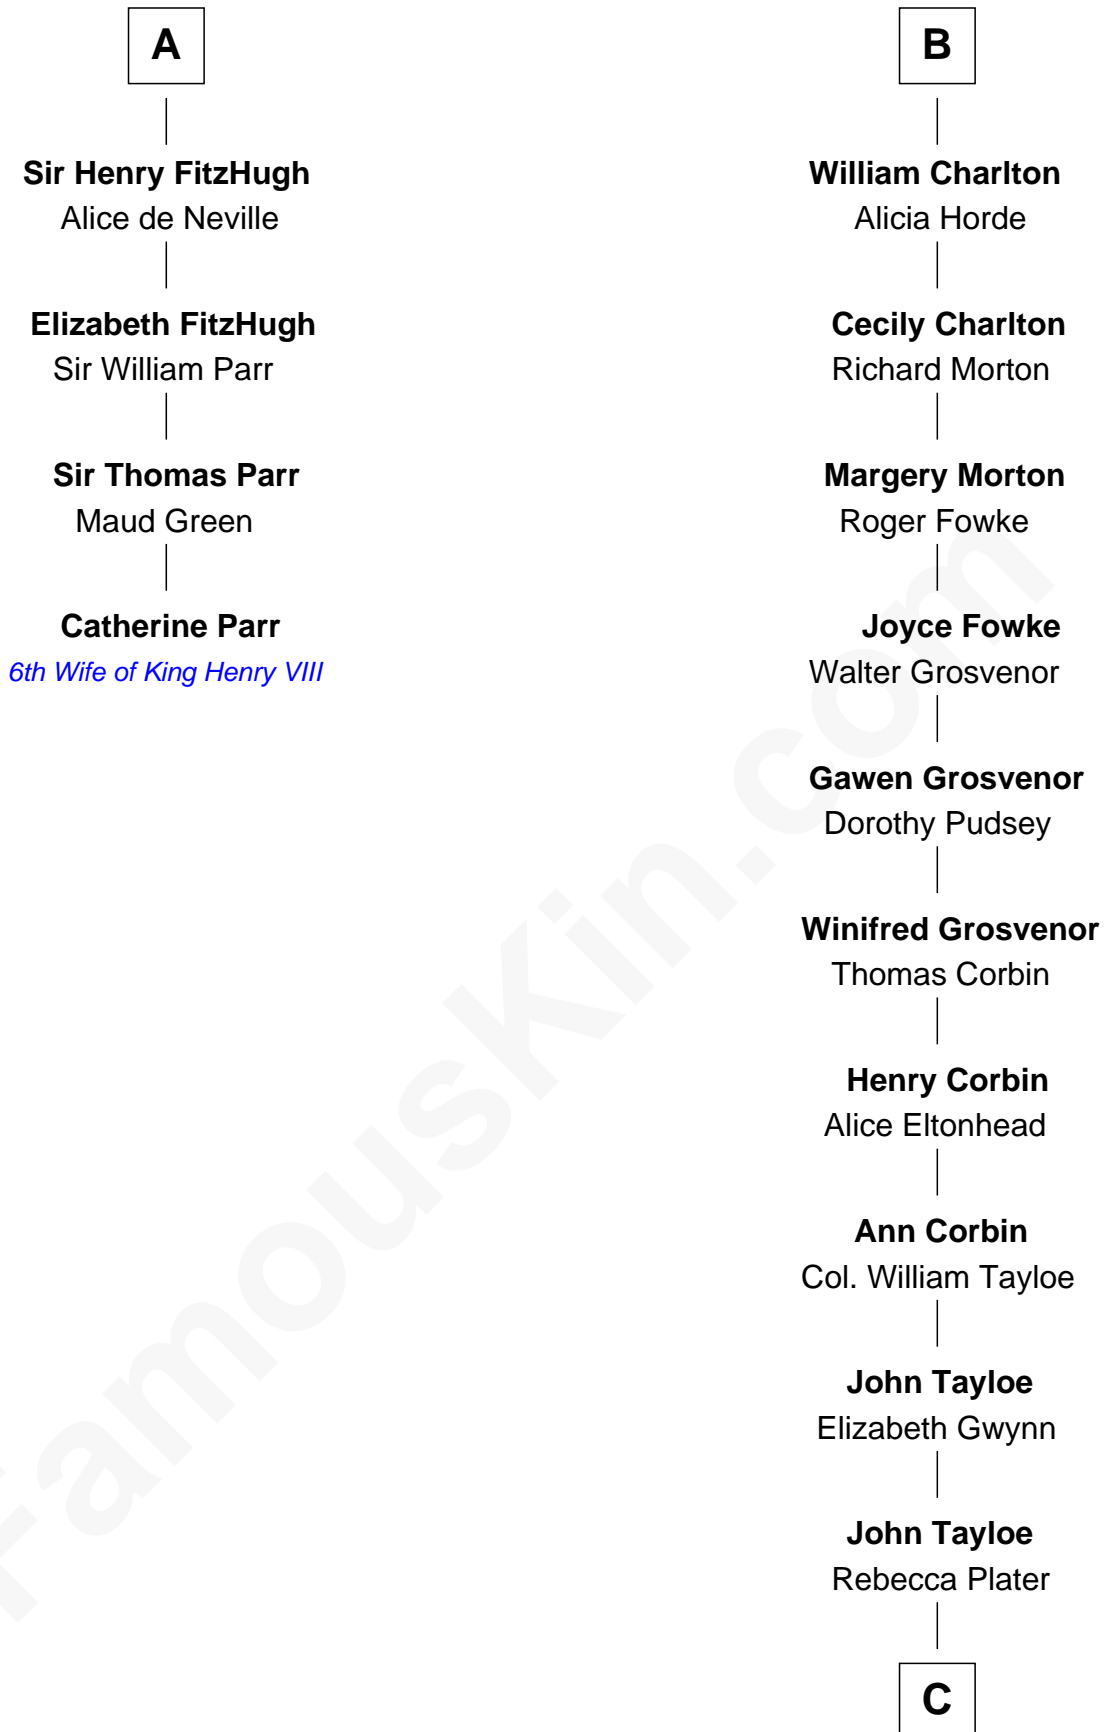 A
Sir Henry FitzHugh
Alice de Neville
Elizabeth FitzHugh
Sir William Parr
Sir Thomas Parr
Maud Green
Catherine Parr
6th Wife of King Henry VIII
B
William Charlton
Alicia Horde
Cecily Charlton
Richard Morton
Margery Morton
Roger Fowke
Joyce Fowke
Walter Grosvenor
Gawen Grosvenor
Dorothy Pudsey
Winifred Grosvenor
Thomas Corbin
Henry Corbin
Alice Eltonhead
Ann Corbin
Col. William Tayloe
John Tayloe
Elizabeth Gwynn
John Tayloe
Rebecca Plater
C
FamousKin.com